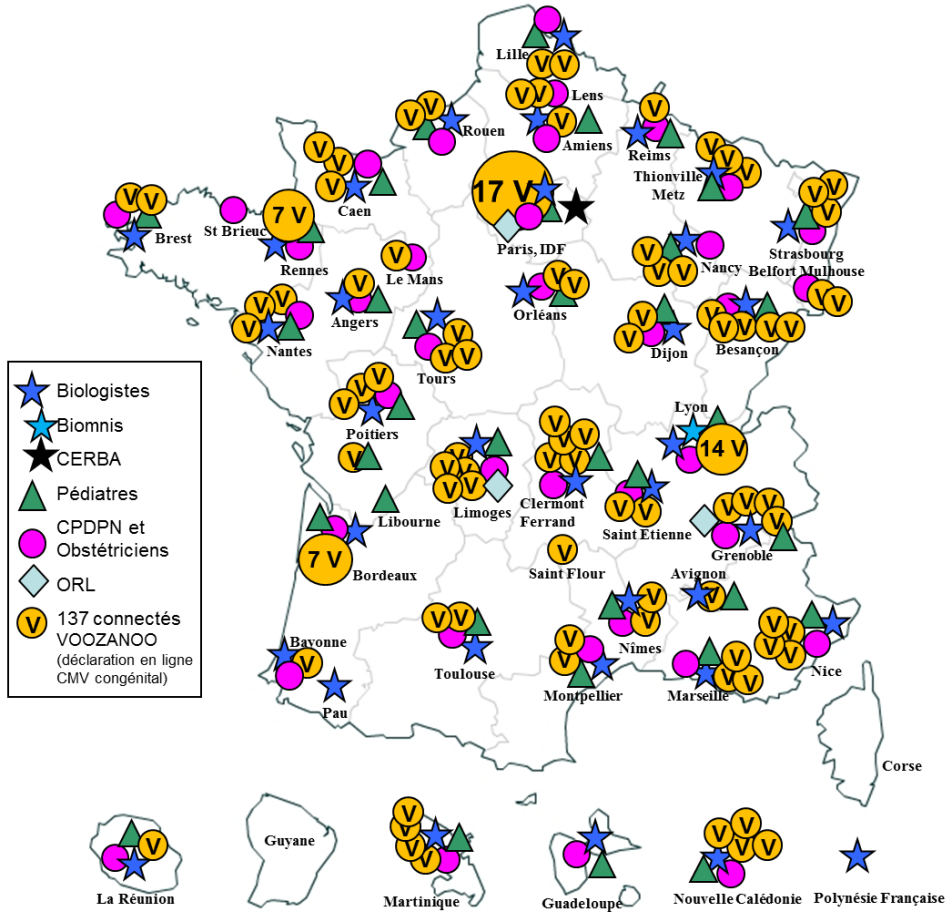 Lille
V V
V V
Lens
V
V
Rouen
V
Amiens
V
Reims
V
V
V
V
Thionville
Metz
V
V
V
Caen
17 V
Paris, IDF
V V
Brest
St Brieuc
7 V
Rennes
V
Le Mans
V
V
V
Strasbourg
Belfort Mulhouse
V V
V
V V
Nancy
V V
V
Nantes
V
Angers
V V
V
Orléans
V
V V
Tours
V
V
Dijon
V
V V V V
Besançon
V
V
V
Poitiers
V
Biologistes
Biomnis
CERBA
Pédiatres
CPDPN et
Obstétriciens
ORL
V
137 connectés
VOOZANOO
(déclaration en ligne
CMV congénital)
Libourne
V
V V
V V
Limoges
V
V V
V V
Clermont
Ferrand
Lyon
14 V
V V
Saint Etienne
V V V
V
Grenoble
7 V
Bordeaux
V
Saint Flour
Avignon
V
V
V
Nîmes
V V
Toulouse
Bayonne
V
Pau
V
V
Montpellier
V
V V
Marseille
V
V
V
V
Nice
Corse
V
La Réunion
Guyane
V
V
V
V
Martinique
Guadeloupe
V V
V V
V
Nouvelle Calédonie
Polynésie Française